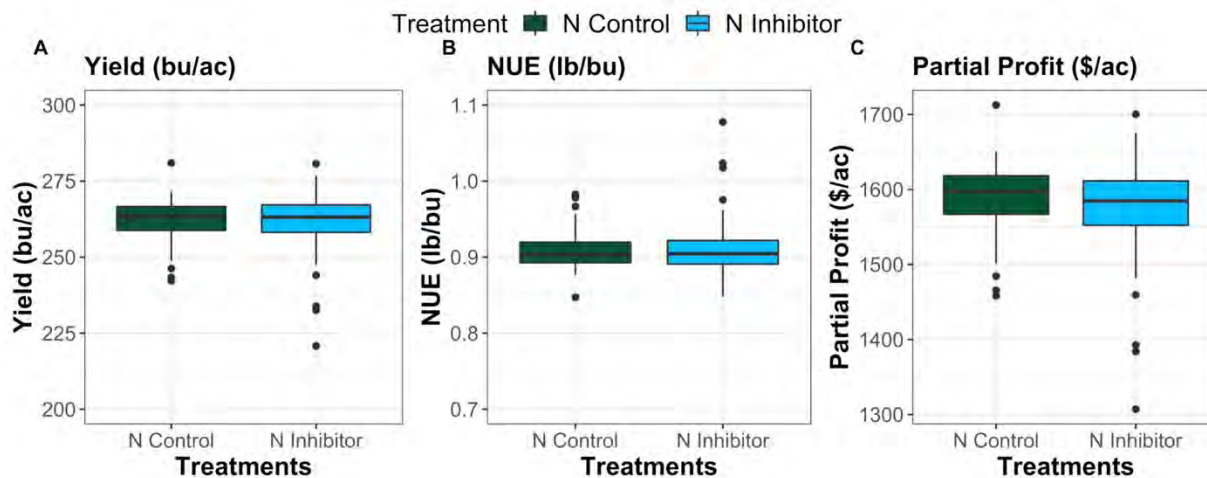 Treatment N Control N Inhibitor
A
Yield (bu/ac)
Yield (bu/ac)
300
275
250
225
200
N Control N Inhibitor
Treatments
B
NUE (lb/bu)
NUE (lb/bu)
1.1
1.0
0.9
0.8
0.7
N Control N Inhibitor
Treatments
C
Partial Profit ($/ac)
Partial Profit ($/ac)
1700
1600
1500
1400
1300
N Control N Inhibitor
Treatments